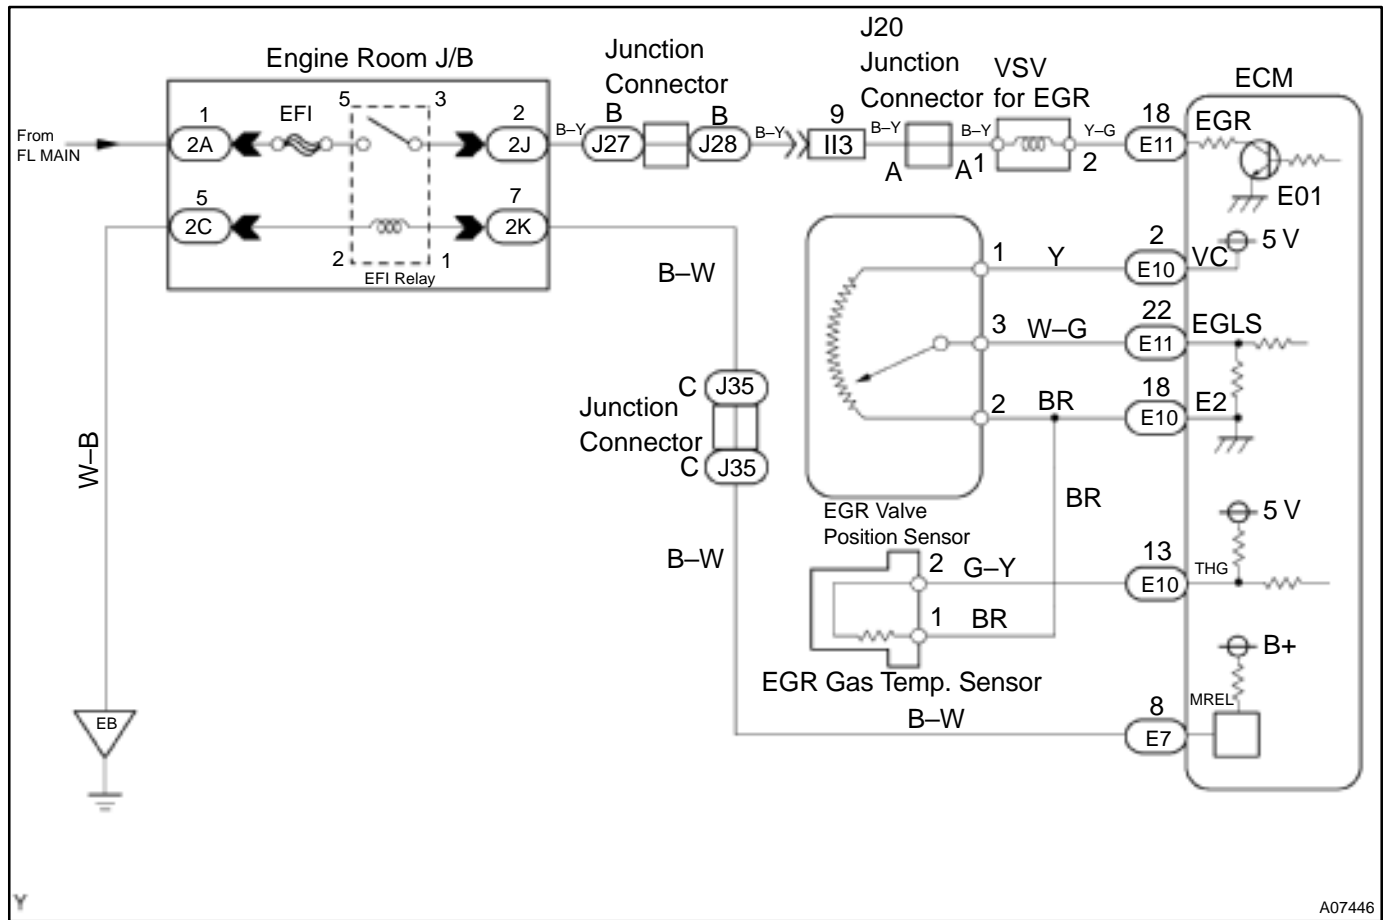 Engine Room J/B
Junction
Connector
J20
Junction
Connector
VSV
for EGR
ECM
From
FL MAIN
1
2A
EFI
5
3
2
2J
B–Y
B
J27
B
J28
B–Y
9
II3
B–Y
A
A
B–Y
1
2
Y–G
18
E11
EGR
E01
5
2C
2
1
EFI Relay
7
2K
B–W
1
Y
2
E10
VC
5 V
3
W–G
22
E11
EGLS
2
BR
18
E10
E2
C
J35
Junction
Connector
C
J35
W–B
BR
EGR Valve
Position Sensor
B–W
2
G–Y
13
E10
THG
5 V
1
BR
EGR Gas Temp. Sensor
B–W
8
E7
MREL
B+
EB
Y
A07446